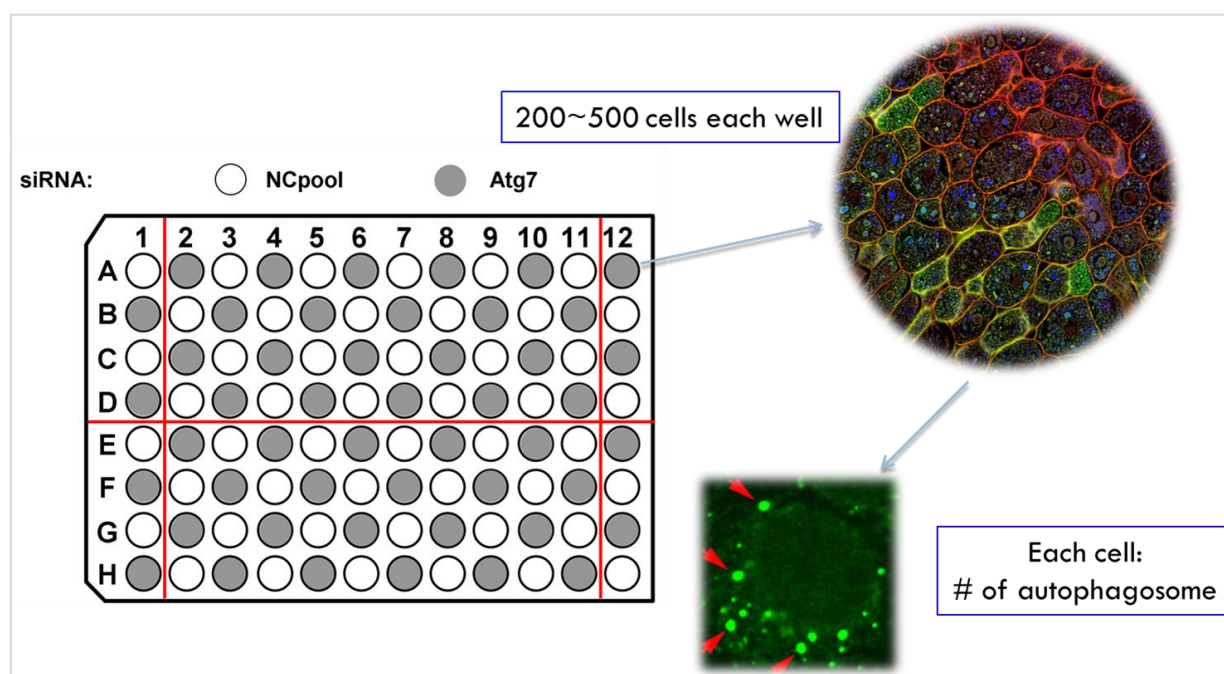 200~500 cells each well
siRNA: NCpool Atg7
1 2 3 4 5 6 7 8 9 10 11 12
A
B
C
D
E
F
G
H
Each cell:
# of autophagosome